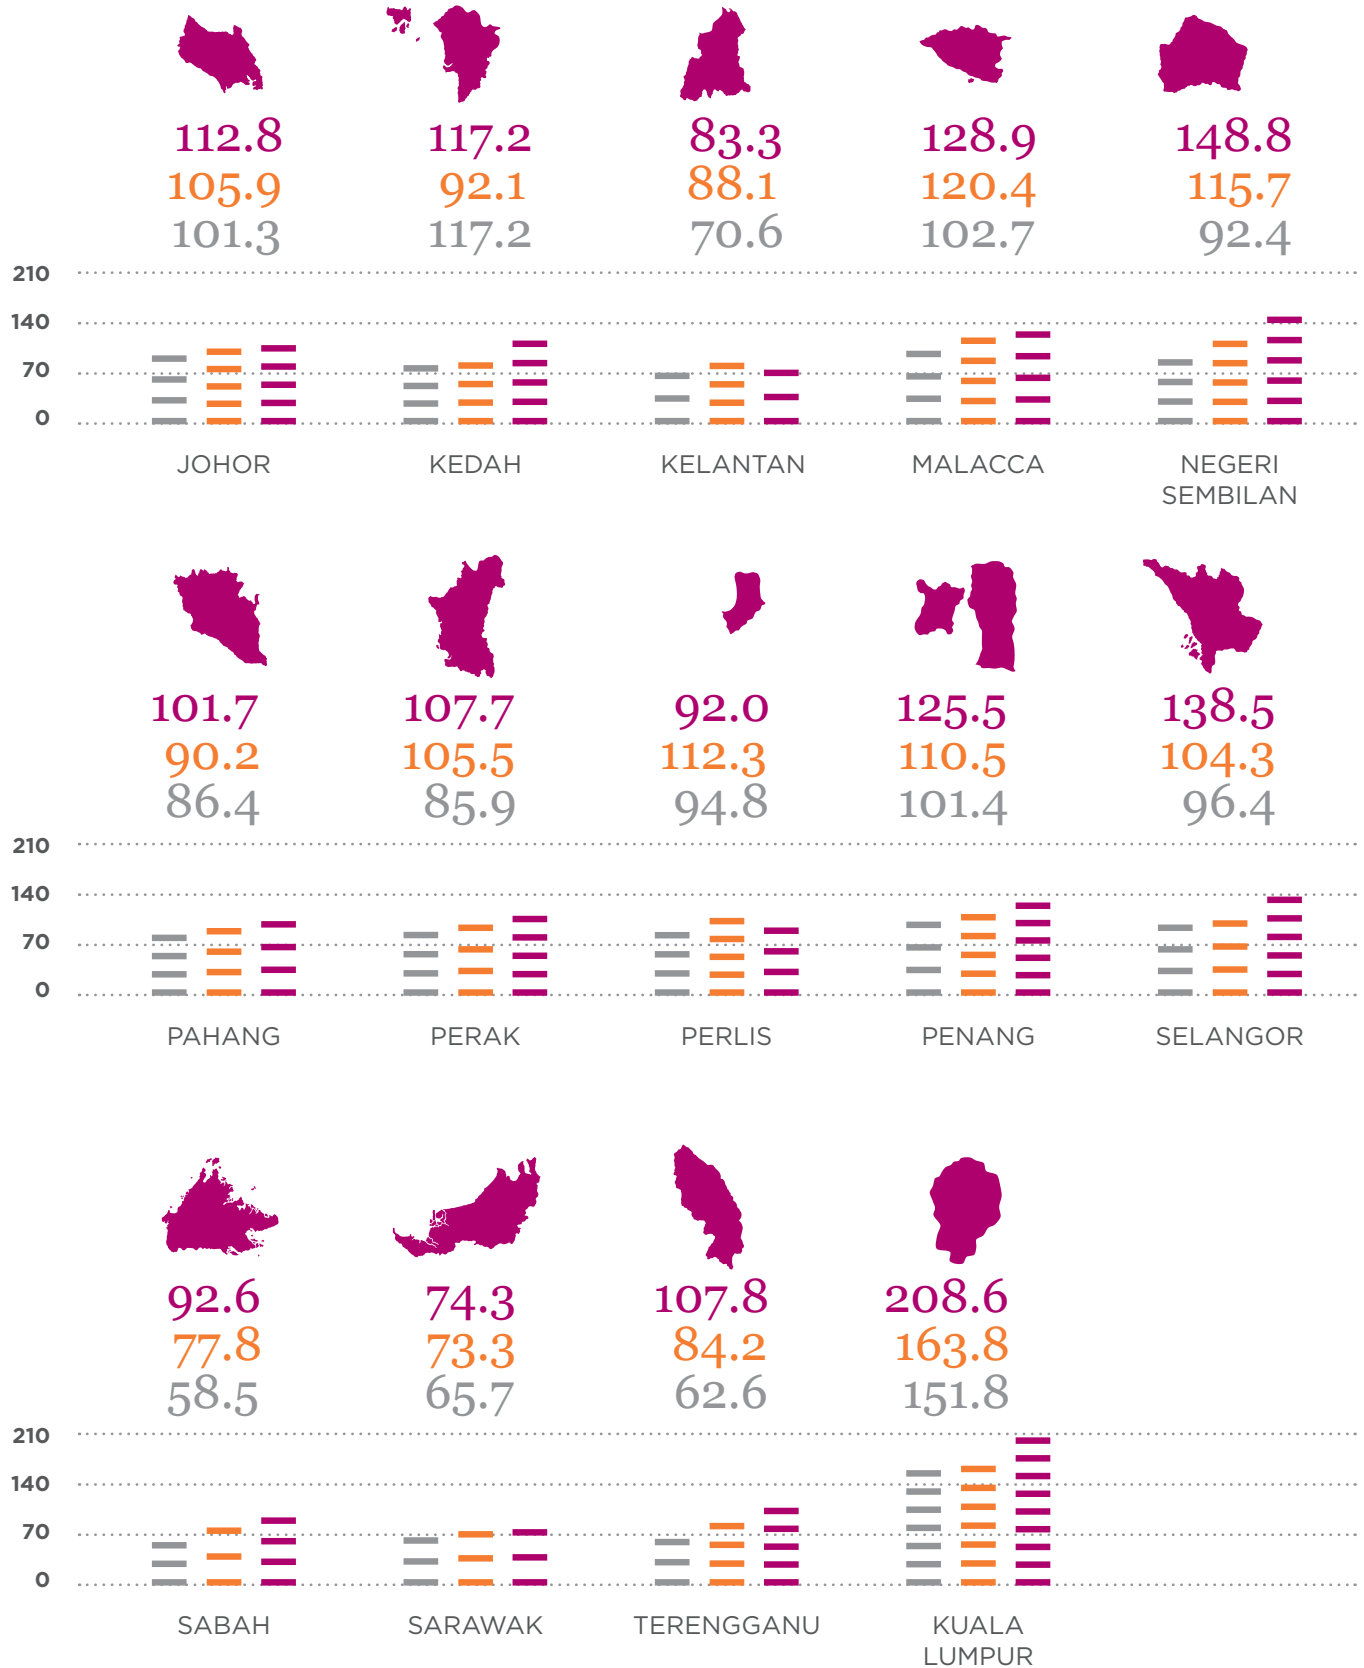 112.8 117.2 83.3 128.9 148.8
105.9 92.1 88.1 120.4 115.7
101.3 117.2 70.6 102.7 92.4
210
140
70
0
JOHOR KEDAH KELANTAN MALACCA NEGERI
SEMBILAN
101.7 107.7 92.0 125.5 138.5
90.2 105.5 112.3 110.5 104.3
86.4 85.9 94.8 101.4 96.4
210
140
70
0
PAHANG PERAK PERLIS PENANG SELANGOR
92.6 74.3 107.8 208.6
77.8 73.3 84.2 163.8
58.5 65.7 62.6 151.8
210
140
70
0
SABAH SARAWAK TERENGGANU KUALA
LUMPUR